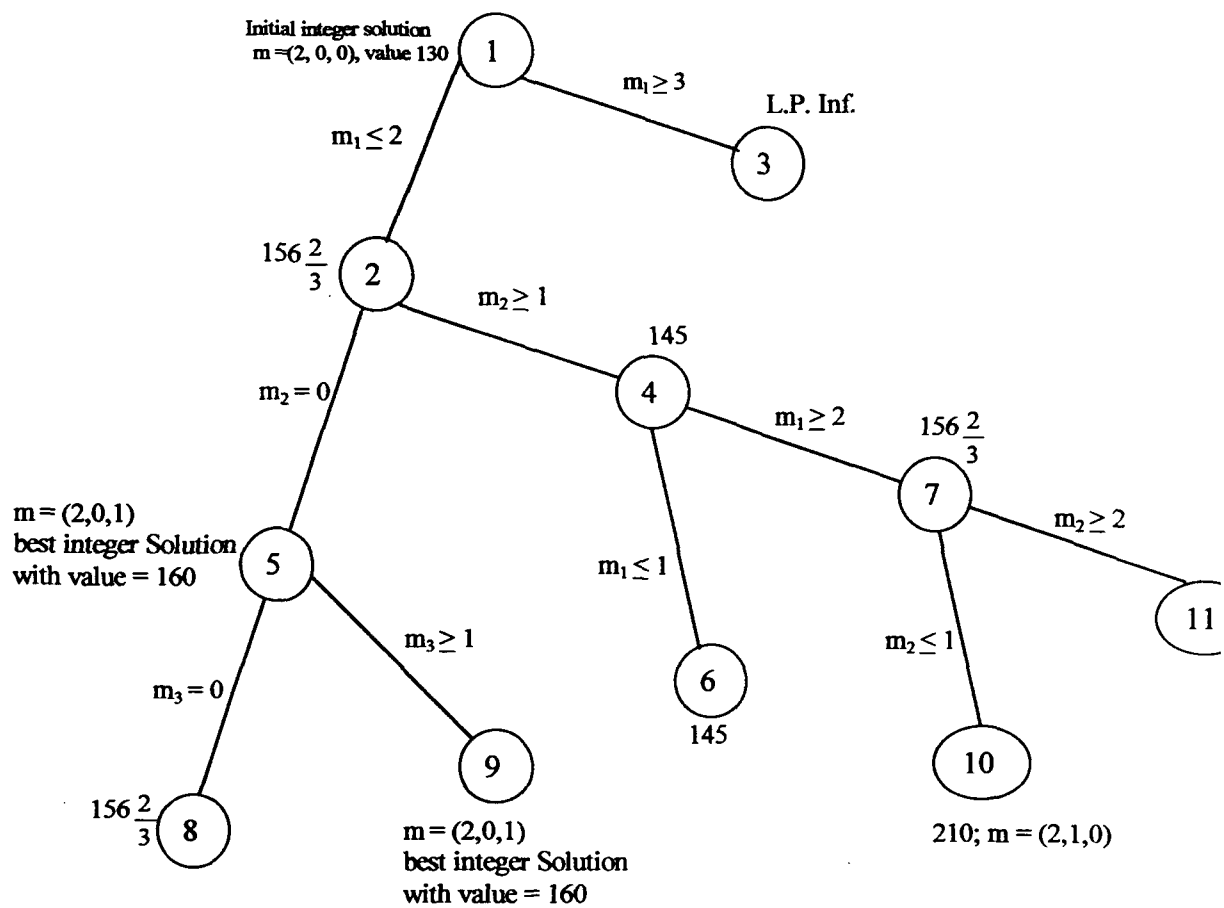 Initial integer solution
m =(2, 0, 0), value 130
1
m₁ ≥ 3
L.P. Inf.
m₁ ≤ 2
3
156 2/3
2
m₂ ≥ 1
145
m₂ = 0
4
m₁ ≥ 2
156 2/3
7
m₂ ≥ 2
m = (2,0,1)
best integer Solution
with value = 160
5
m₁ ≤ 1
11
m₃ ≥ 1
m₂ ≤ 1
m₃ = 0
6
145
9
10
156 2/3
8
m = (2,0,1)
best integer Solution
with value = 160
210; m = (2,1,0)